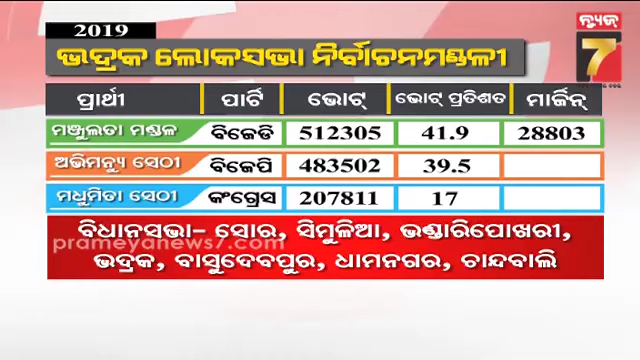 2019
ଭଦ୍ରକ ଲୋକସଭା ନିର୍ବାଚନମଣ୍ଡଳୀ
ନ୍ୟୁଜ୍ 7
ପ୍ରାର୍ଥୀ ପାର୍ଟି ଭୋଟ୍ ଭୋଟ୍ ପ୍ରତିଶତ ମାର୍ଜିନ୍
ମଞ୍ଜୁଲତା ମଣ୍ଡଳ ବିଜେଡି 512305 41.9 28803
ଅଭିମନ୍ୟୁ ସେଠୀ ବିଜେପି 483502 39.5
ମଧୁମିତା ସେଠୀ କଂଗ୍ରେସ 207811 17
ବିଧାନସଭା- ସୋର, ସିମୁଳିଆ, ଭଣ୍ଡାରିପୋଖରୀ,
prameyanews7.com
ଭଦ୍ରକ, ବାସୁଦେବପୁର, ଧାମନଗର, ଚାନ୍ଦବାଲି